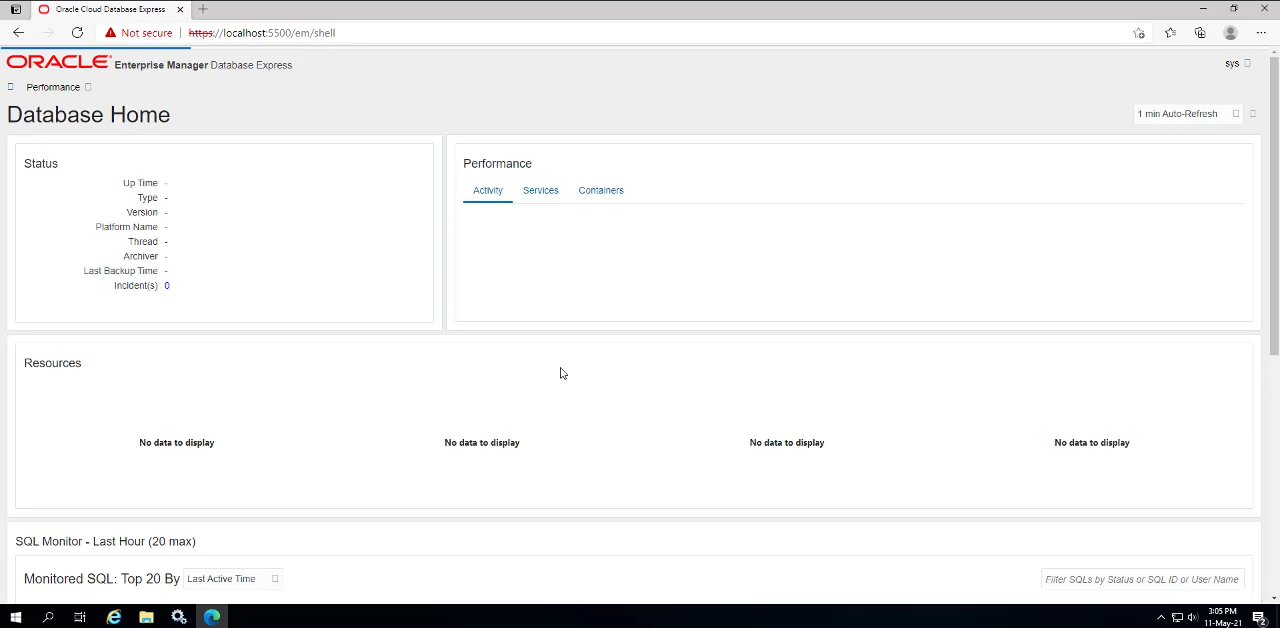 Oracle Cloud Database Express
Not secure | https://localhost:5500/em/shell
ORACLE Enterprise Manager Database Express
sys
Performance
Database Home
1 min Auto-Refresh
Status
Up Time -
Type -
Version -
Platform Name -
Thread -
Archiver -
Last Backup Time -
Incident(s) 0
Performance
Activity Services Containers
Resources
No data to display No data to display No data to display No data to display
SQL Monitor - Last Hour (20 max)
Monitored SQL: Top 20 By Last Active Time
Filter SQLs by Status or SQL ID or User Name
3:05 PM
11-May-21
2